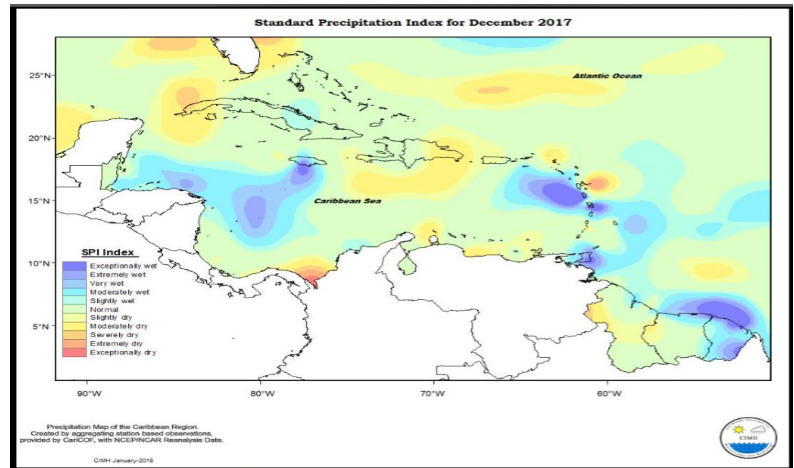 Standard Precipitation Index for December 2017
25°N
Atlantic Ocean
20°N
15°N
Caribbean Sea
SPI Index
Exceptionally wet
Extremely wet
Very wet
Moderately wet
Slightly wet
Normal
Slightly dry
Moderately dry
Severely dry
Extremely dry
Exceptionally dry
10°N
5°N
90°W
80°W
70°W
60°W
Precipitation Map of the Caribbean Region.
Created by aggregating station based observations,
provided by CariCOF, with NCEP/NCAR Reanalysis Data.
CIMH January-2018
CIMH